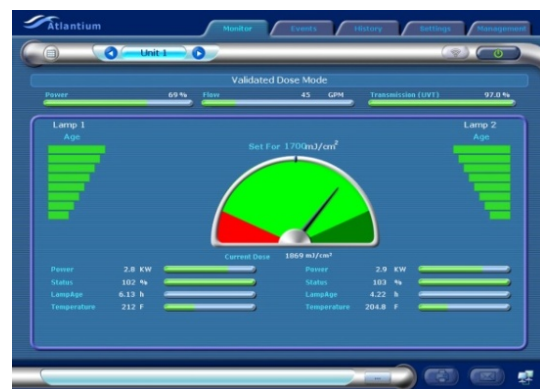 Atlantium
Monitor Events History Settings Management
Unit 1
Validated Dose Mode
Power 69 % Flow 45 GPM Transmission (UVT) 97.0 %
Lamp 1 Lamp 2
Age Age
Set For 1700mJ/cm²
Current Dose 1869 mJ/cm²
Power 2.8 KW Power 2.9 KW
Status 102 % Status 103 %
LampAge 6.13 h LampAge 4.22 h
Temperature 212 F Temperature 204.8 F
...